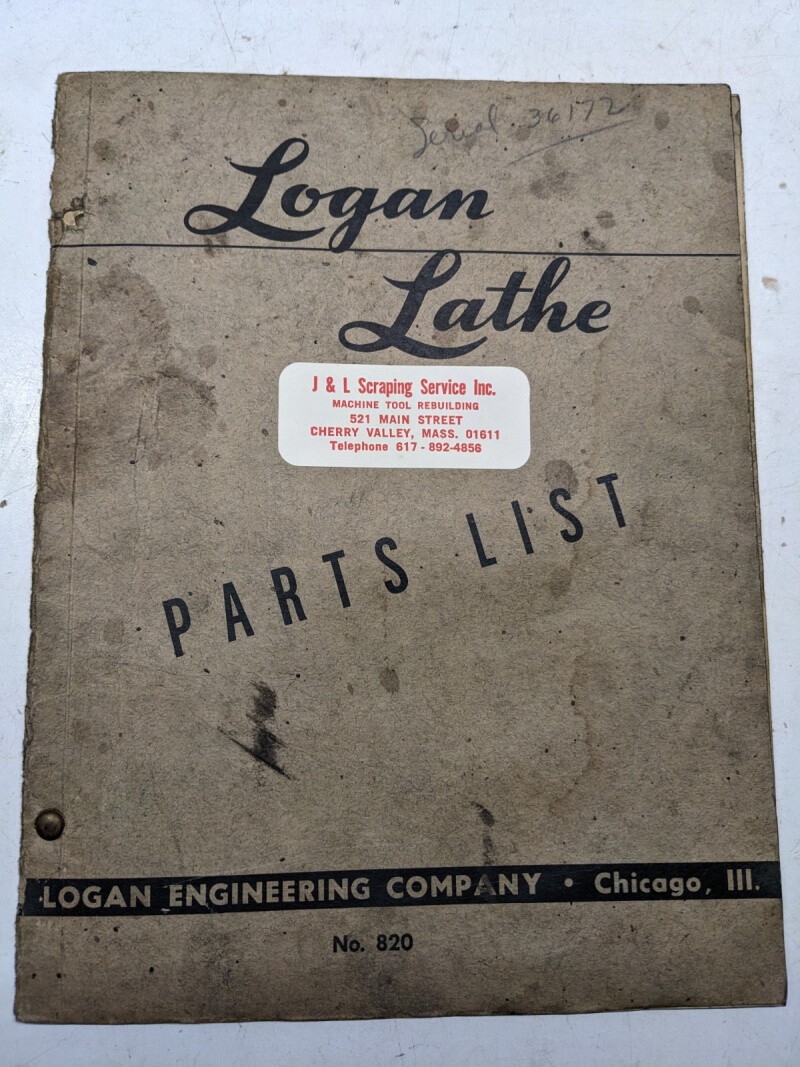 Serial 36172
Logan
Lathe
J & L Scraping Service Inc.
MACHINE TOOL REBUILDING
521 MAIN STREET
CHERRY VALLEY, MASS. 01611
Telephone 617 - 892-4856
PARTS LIST
LOGAN ENGINEERING COMPANY • Chicago, Ill.
No. 820